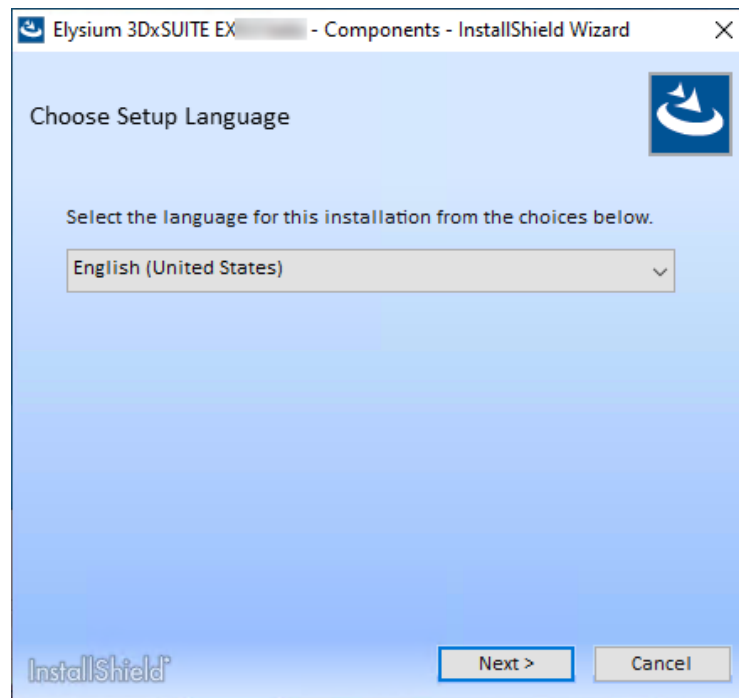 Elysium 3DxSUITE EX - Components - InstallShield Wizard
Choose Setup Language
Select the language for this installation from the choices below.
English (United States)
InstallShield
Next >
Cancel